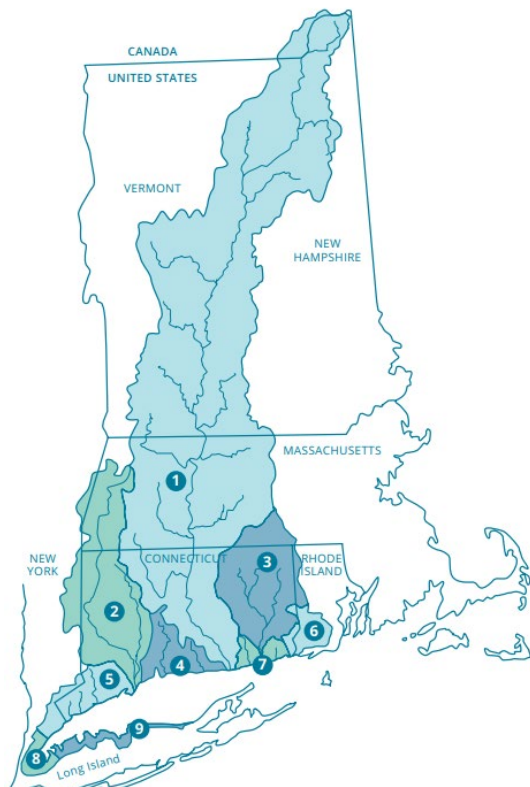 CANADA
UNITED STATES
VERMONT
NEW
HAMPSHIRE
MASSACHUSETTS
1
NEW
YORK
CONNECTICUT
3
RHODE
ISLAND
2
6
4
7
5
9
8
Long Island